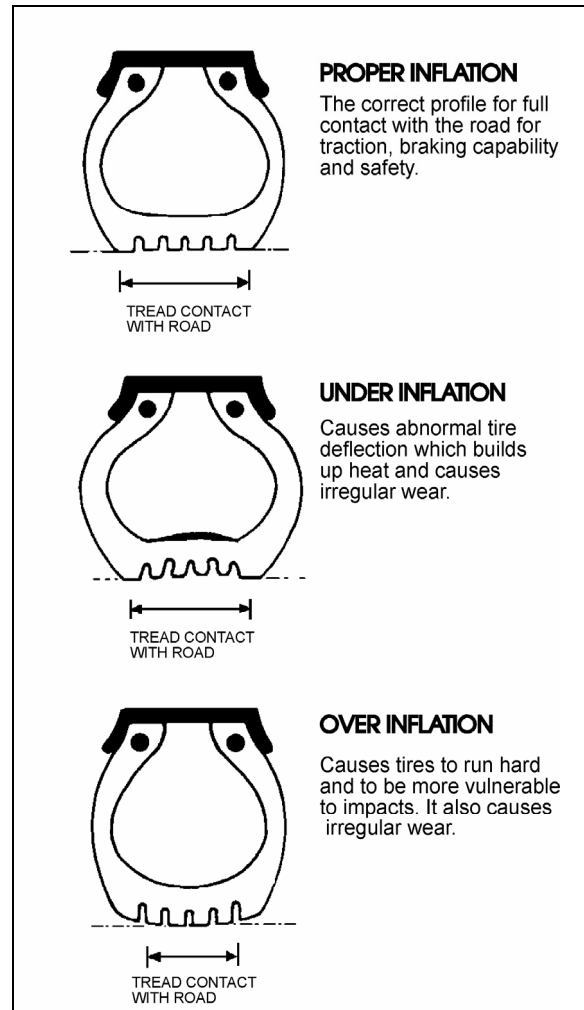 PROPER INFLATION
The correct profile for full
contact with the road for
traction, braking capability
and safety.
TREAD CONTACT
WITH ROAD
UNDER INFLATION
Causes abnormal tire
deflection which builds
up heat and causes
irregular wear.
TREAD CONTACT
WITH ROAD
OVER INFLATION
Causes tires to run hard
and to be more vulnerable
to impacts. It also causes
irregular wear.
TREAD CONTACT
WITH ROAD